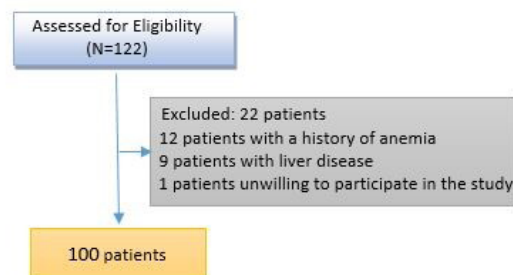 Assessed for Eligibility
(N=122)
Excluded: 22 patients
12 patients with a history of anemia
9 patients with liver disease
1 patients unwilling to participate in the study
100 patients